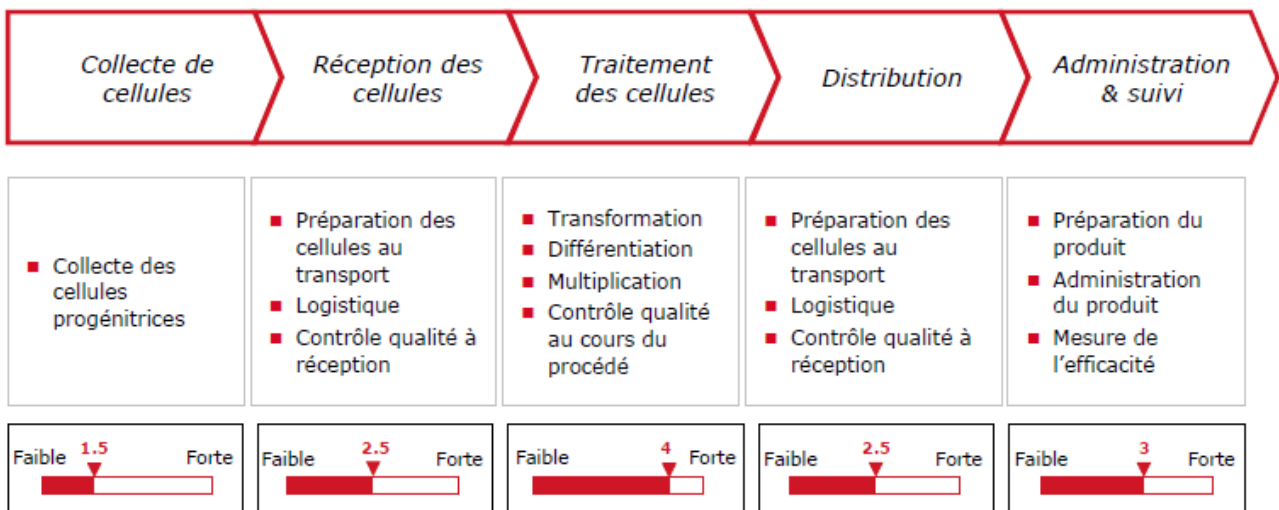 Collecte de
cellules
Réception des
cellules
Traitement
des cellules
Distribution
Administration
& suivi
■ Collecte des
cellules
progénitrices
■ Préparation des
cellules au
transport
■ Logistique
■ Contrôle qualité à
réception
■ Transformation
■ Différentiation
■ Multiplication
■ Contrôle qualité
au cours du
procédé
■ Préparation des
cellules au
transport
■ Logistique
■ Contrôle qualité à
réception
■ Préparation du
produit
■ Administration
du produit
■ Mesure de
l’efficacité
Faible 1.5 Forte
Faible 2.5 Forte
Faible 4 Forte
Faible 2.5 Forte
Faible 3 Forte